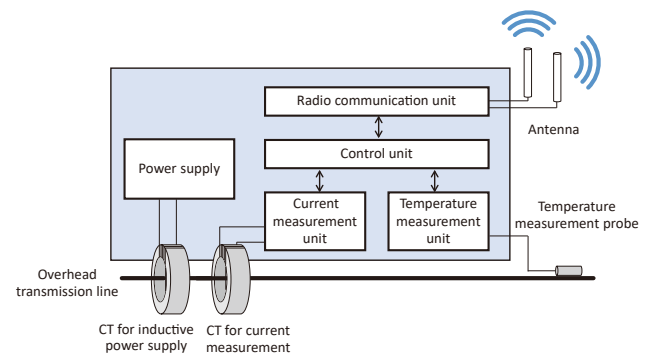 Radio communication unit
Antenna
Control unit
Power supply
Current
measurement
unit
Temperature
measurement
unit
Temperature
measurement probe
Overhead
transmission line
CT for inductive
power supply
CT for current
measurement